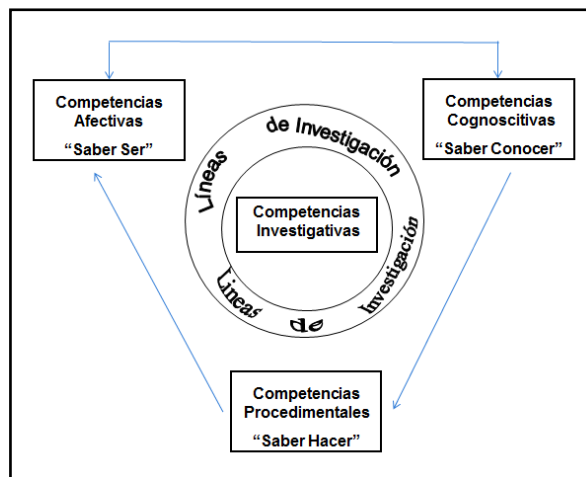 Competencias
Afectivas
“Saber Ser”
Competencias
Cognoscitivas
“Saber Conocer”
Líneas de Investigación
Competencias
Investigativas
Lineas de Investigación
Competencias
Procedimentales
“Saber Hacer”